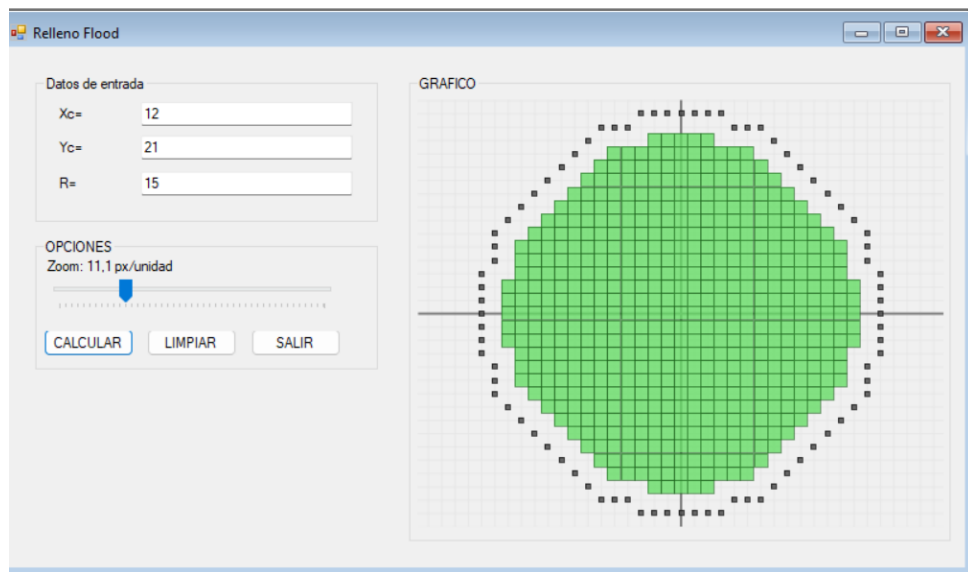 Relleno Flood
Datos de entrada
Xc= 12
Yc= 21
R= 15
OPCIONES
Zoom: 11,1 px/unidad
CALCULAR LIMPIAR SALIR
GRAFICO